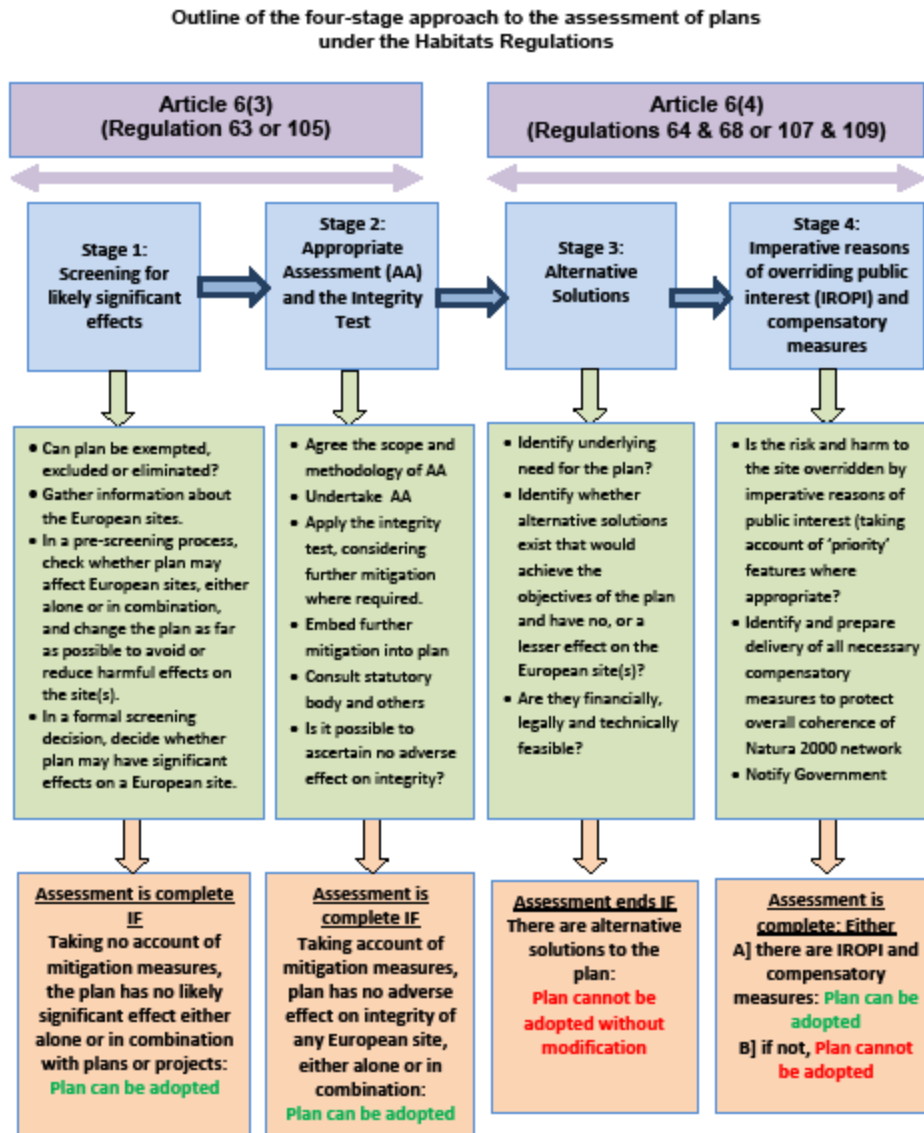 Outline of the four-stage approach to the assessment of plans
under the Habitats Regulations
Article 6(3)
(Regulation 63 or 105)
Article 6(4)
(Regulations 64 & 68 or 107 & 109)
Stage 1:
Screening for
likely significant
effects
Stage 2:
Appropriate
Assessment (AA)
and the Integrity
Test
Stage 3:
Alternative
Solutions
Stage 4:
Imperative reasons
of overriding public
interest (IROPI) and
compensatory
measures
• Can plan be exempted,
excluded or eliminated?
• Gather information about
the European sites.
• In a pre-screening process,
check whether plan may
affect European sites, either
alone or in combination,
and change the plan as far
as possible to avoid or
reduce harmful effects on
the site(s).
• In a formal screening
decision, decide whether
plan may have significant
effects on a European site.
• Agree the scope and
methodology of AA
• Undertake AA
• Apply the integrity
test, considering
further mitigation
where required.
• Embed further
mitigation into plan
• Consult statutory
body and others
• Is it possible to
ascertain no adverse
effect on integrity?
• Identify underlying
need for the plan?
• Identify whether
alternative solutions
exist that would
achieve the
objectives of the plan
and have no, or a
lesser effect on the
European site(s)?
• Are they financially,
legally and technically
feasible?
• Is the risk and harm to
the site overridden by
imperative reasons of
public interest (taking
account of ‘priority’
features where
appropriate?
• Identify and prepare
delivery of all necessary
compensatory
measures to protect
overall coherence of
Natura 2000 network
• Notify Government
Assessment is complete
IF
Taking no account of
mitigation measures,
the plan has no likely
significant effect either
alone or in combination
with plans or projects:
Plan can be adopted
Assessment is
complete IF
Taking account of
mitigation measures,
plan has no adverse
effect on integrity of
any European site,
either alone or in
combination:
Plan can be adopted
Assessment ends IF
There are alternative
solutions to the
plan:
Plan cannot be
adopted without
modification
Assessment is
complete: Either
A] there are IROPI and
compensatory
measures: Plan can be
adopted
B] if not, Plan cannot
be adopted